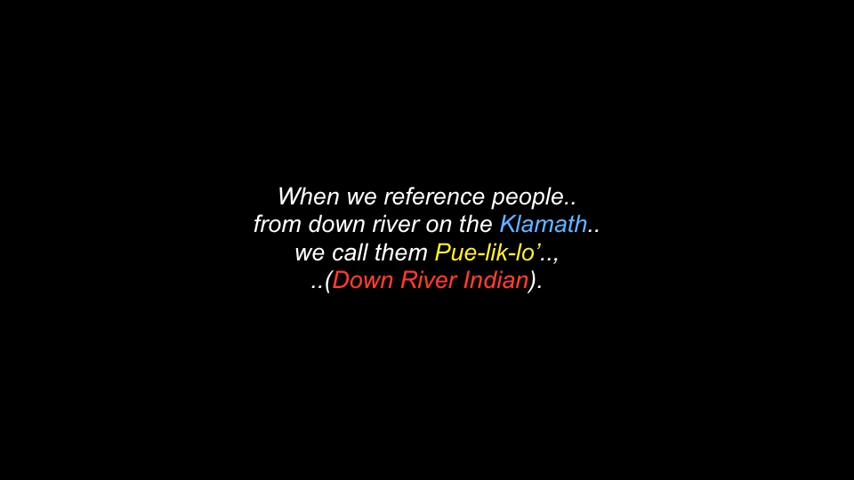 When we reference people..
from down river on the Klamath..
we call them Pue-lik-lo’..,
..(Down River Indian).